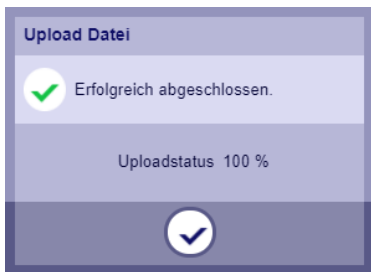 Upload Datei
Erfolgreich abgeschlossen.
Uploadstatus 100 %